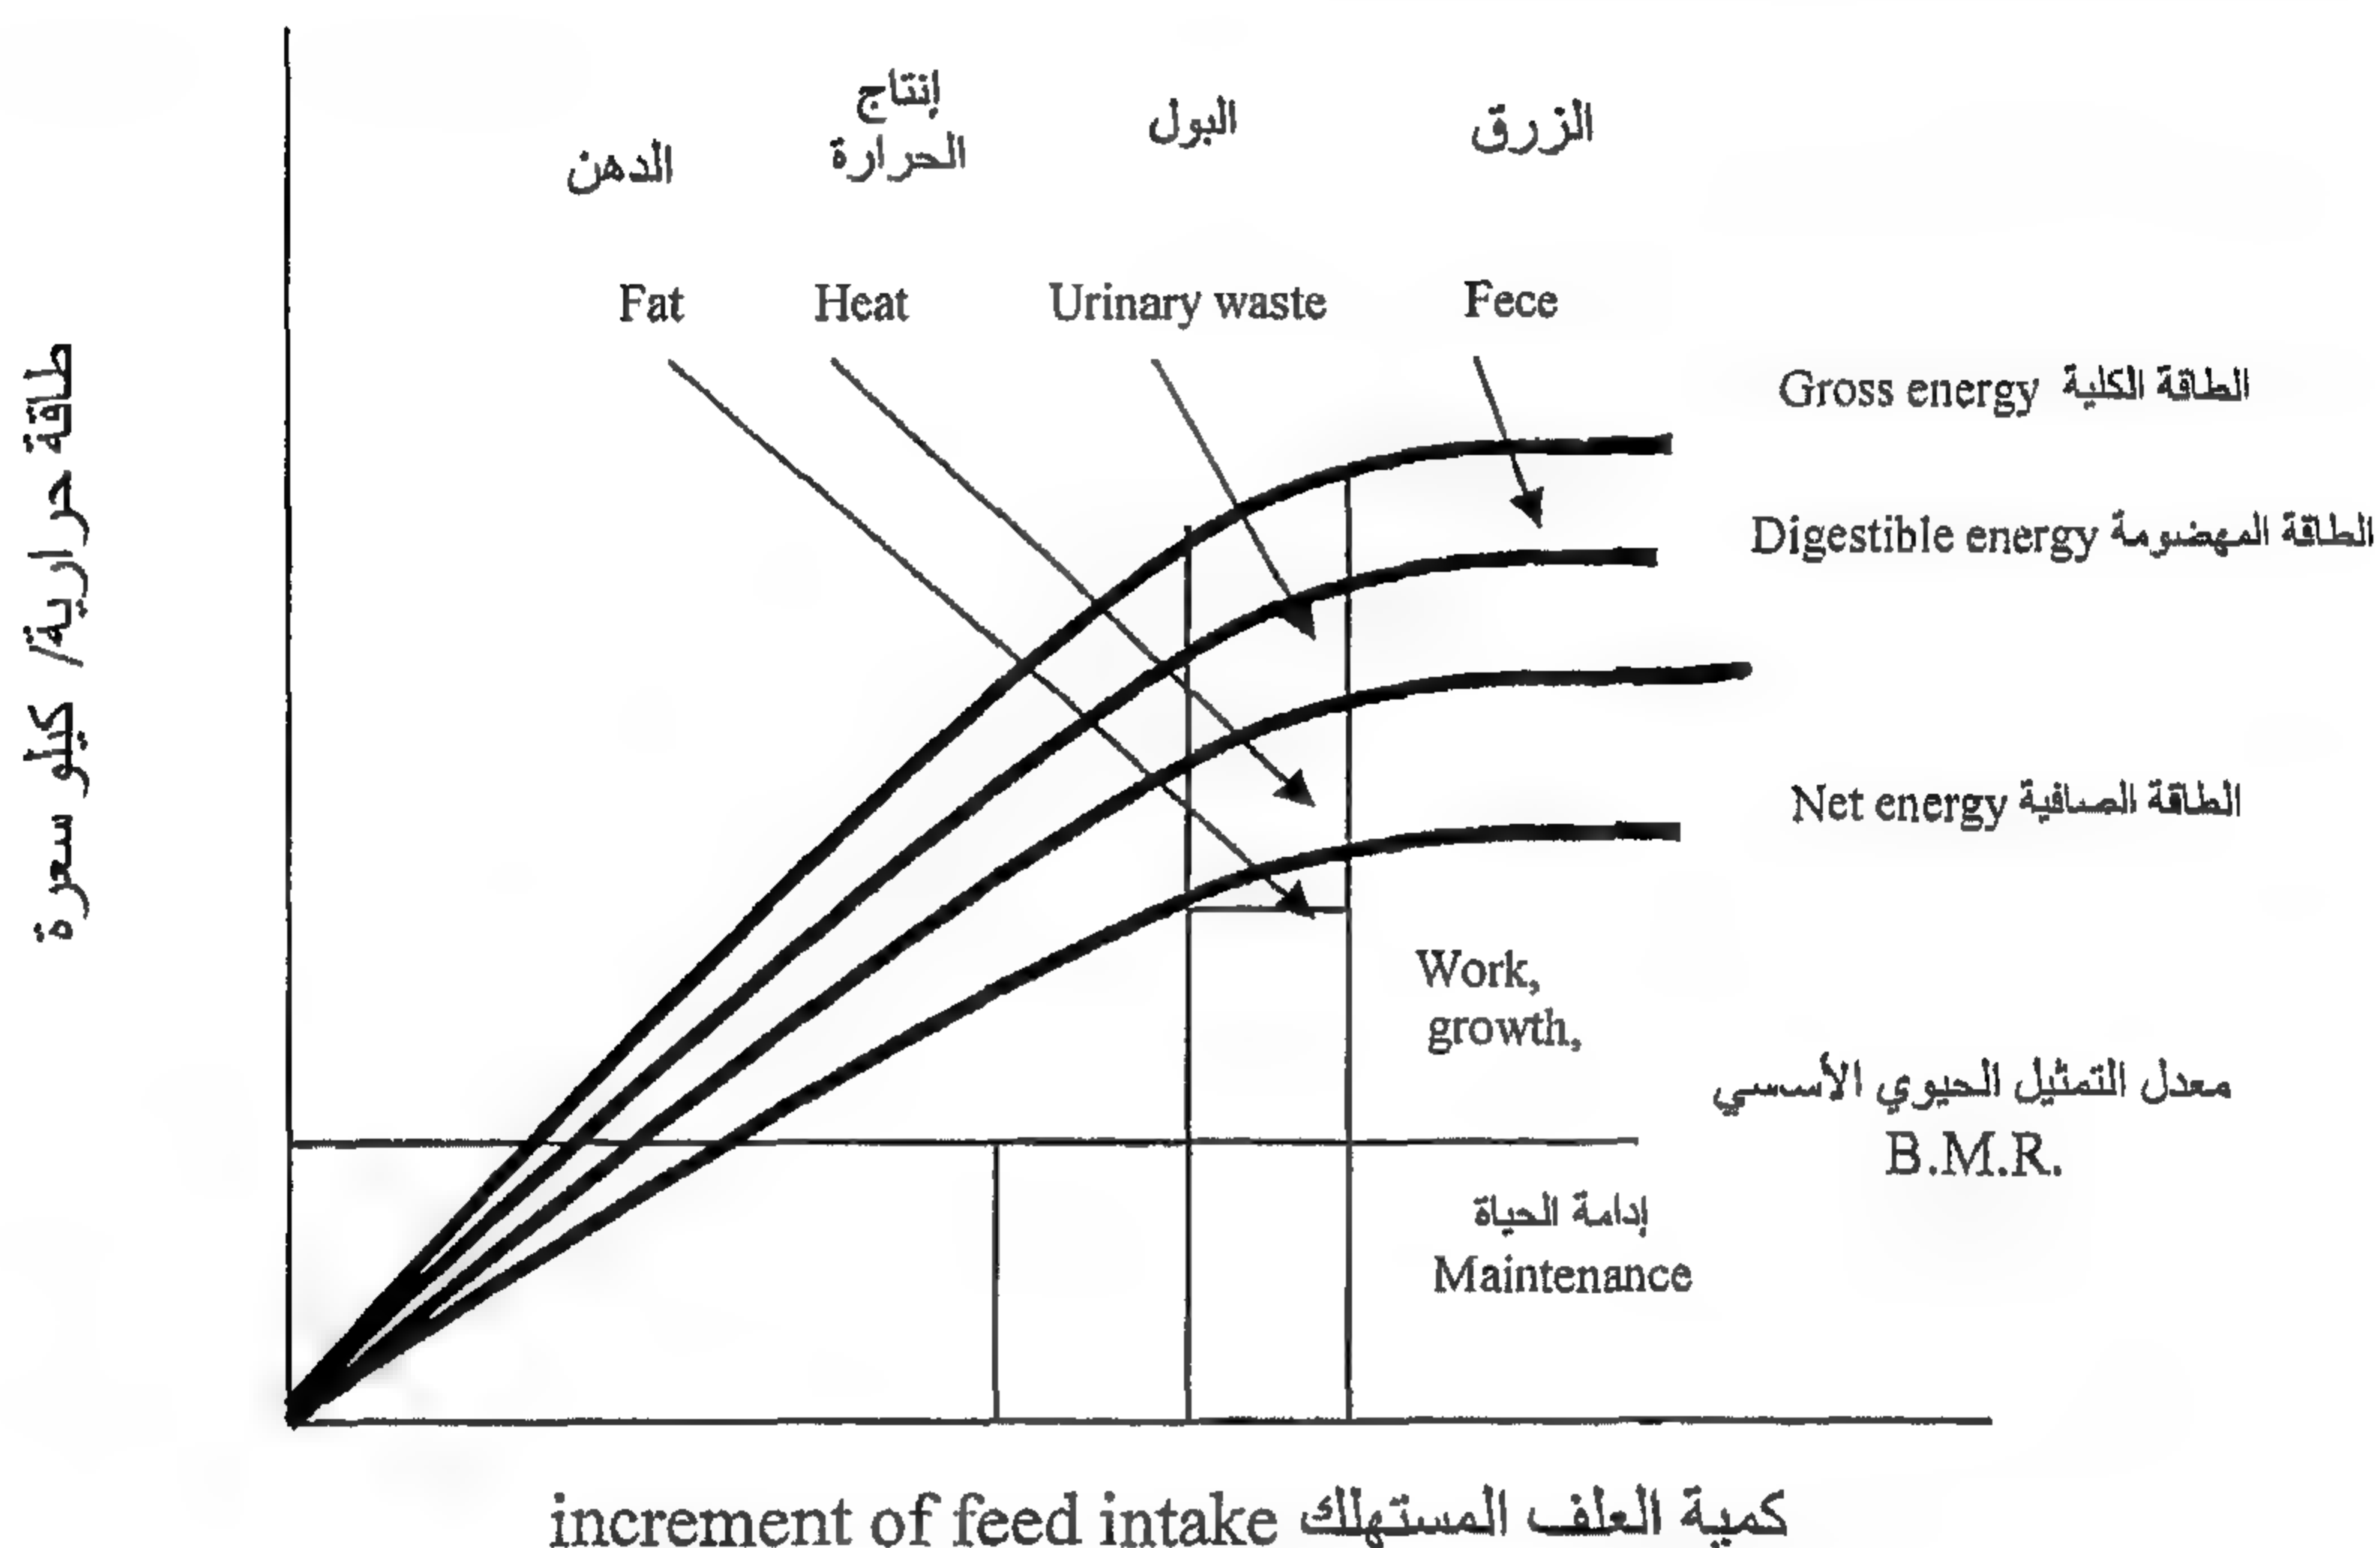 إنتاج
الحرارة
البول
الزرق
الدهن
Fat
Heat
Urinary waste
Fece
Gross energy الطاقة الكلية
Digestible energy الطاقة المهضومة
Net energy الطاقة الصافية
Work,
growth,
معدل التمثيل الحيوي الأسسي
B.M.R.
إدامة الحياة
Maintenance
طاقة حرارية/ كيلو سعرة
increment of feed intake كمية العلف المستهلك